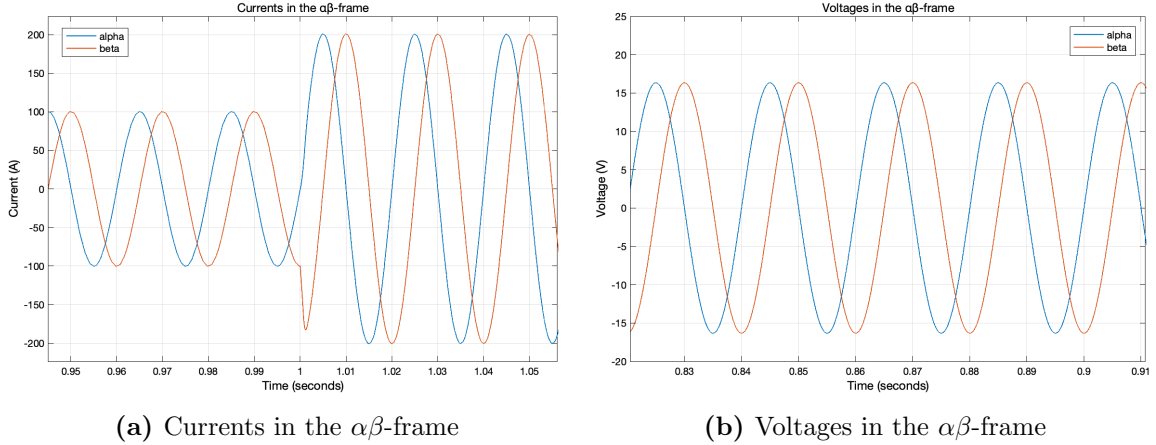 Currents in the αβ-frame
alpha
beta
200
150
100
50
0
-50
-100
-150
-200
Current (A)
0.95 0.96 0.97 0.98 0.99 1 1.01 1.02 1.03 1.04 1.05
Time (seconds)
(a) Currents in the αβ-frame
Voltages in the αβ-frame
alpha
beta
25
20
15
10
5
0
-5
-10
-15
-20
Voltage (V)
0.83 0.84 0.85 0.86 0.87 0.88 0.89 0.9 0.91
Time (seconds)
(b) Voltages in the αβ-frame